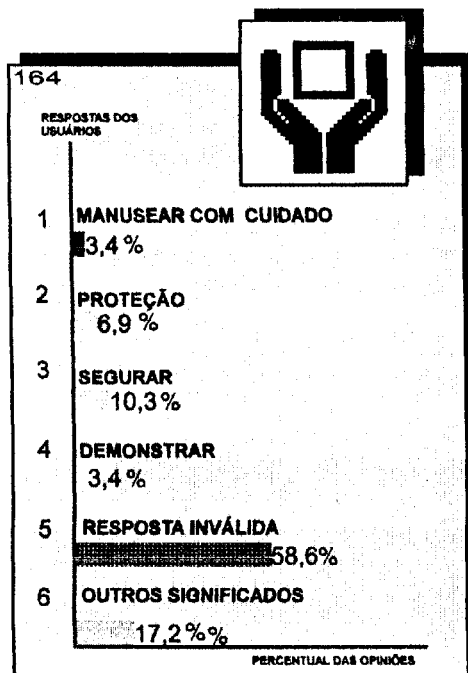 164
RESPOSTAS DOS
USUÁRIOS
1 MANUSEAR COM CUIDADO
3,4 %
2 PROTEÇÃO
6,9 %
3 SEGURAR
10,3%
4 DEMONSTRAR
3,4%
5 RESPOSTA INVÁLIDA
58,6%
6 OUTROS SIGNIFICADOS
17,2%%
PERCENTUAL DAS OPINIÕES